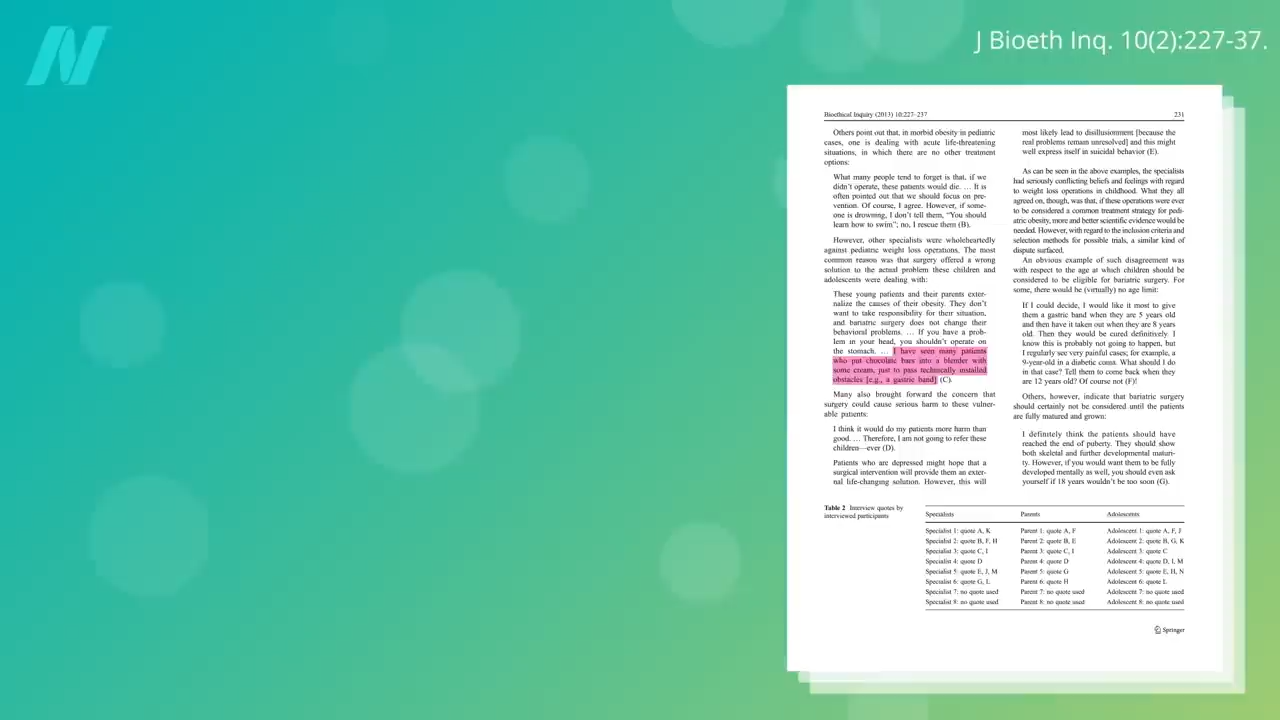 J Bioeth Inq. 10(2):227-37.
Bioethical Inquiry (2013) 10:227–237
231
Others point out that, in morbid obesity in pediatric
cases, one is dealing with acute life-threatening
situations, in which there are no other treatment
options:
What many people tend to forget is that, if we
didn't operate, these patients would die. … It is
often pointed out that we should focus on pre-
vention. Of course, I agree. However, if some-
one is drowning, I don't tell them, "You should
learn how to swim"; no, I rescue them (B).
However, other specialists were wholeheartedly
against pediatric weight loss operations. The most
common reason was that surgery offered a wrong
solution to the actual problem these children and
adolescents were dealing with:
These young patients and their parents exter-
nalize the causes of their obesity. They don't
want to take responsibility for their situation,
and bariatric surgery does not change their
behavioral problems. … If you have a prob-
lem in your head, you shouldn't operate on
the stomach. … I have seen many patients
who put chocolate bars into a blender with
some cream, just to pass technically installed
obstacles [e.g., a gastric band] (C).
Many also brought forward the concern that
surgery could cause serious harm to these vulner-
able patients:
I think it would do my patients more harm than
good. … Therefore, I am not going to refer these
children—ever (D).
Patients who are depressed might hope that a
surgical intervention will provide them an exter-
nal life-changing solution. However, this will
most likely lead to disillusionment [because the
real problems remain unresolved] and this might
well express itself in suicidal behavior (E).
As can be seen in the above examples, the specialists
had seriously conflicting beliefs and feelings with regard
to weight loss operations in childhood. What they all
agreed on, though, was that, if these operations were ever
to be considered a common treatment strategy for pedi-
atric obesity, more and better scientific evidence would be
needed. However, with regard to the inclusion criteria and
selection methods for possible trials, a similar kind of
dispute surfaced.
An obvious example of such disagreement was
with respect to the age at which children should be
considered to be eligible for bariatric surgery. For
some, there would be (virtually) no age limit:
If I could decide, I would like it most to give
them a gastric band when they are 5 years old
and then have it taken out when they are 8 years
old. Then they would be cured definitively. I
know this is probably not going to happen, but
I regularly see very painful cases; for example, a
9-year-old in a diabetic coma. What should I do
in that case? Tell them to come back when they
are 12 years old? Of course not (F)!
Others, however, indicate that bariatric surgery
should certainly not be considered until the patients
are fully matured and grown:
I definitely think the patients should have
reached the end of puberty. They should show
both skeletal and further developmental maturi-
ty. However, if you would want them to be fully
developed mentally as well, you should even ask
yourself if 18 years wouldn't be too soon (G).
Table 2 Interview quotes by
interviewed participants
Specialists Parents Adolescents
Specialist 1: quote A, K Parent 1: quote A, F Adolescent 1: quote A, F, J
Specialist 2: quote B, F, H Parent 2: quote B, E Adolescent 2: quote B, G, K
Specialist 3: quote C, I Parent 3: quote C, I Adolescent 3: quote C
Specialist 4: quote D Parent 4: quote D Adolescent 4: quote D, I, M
Specialist 5: quote E, J, M Parent 5: quote G Adolescent 5: quote E, H, N
Specialist 6: quote G, L Parent 6: quote H Adolescent 6: quote L
Specialist 7: no quote used Parent 7: no quote used Adolescent 7: no quote used
Specialist 8: no quote used Parent 8: no quote used Adolescent 8: no quote used
Springer